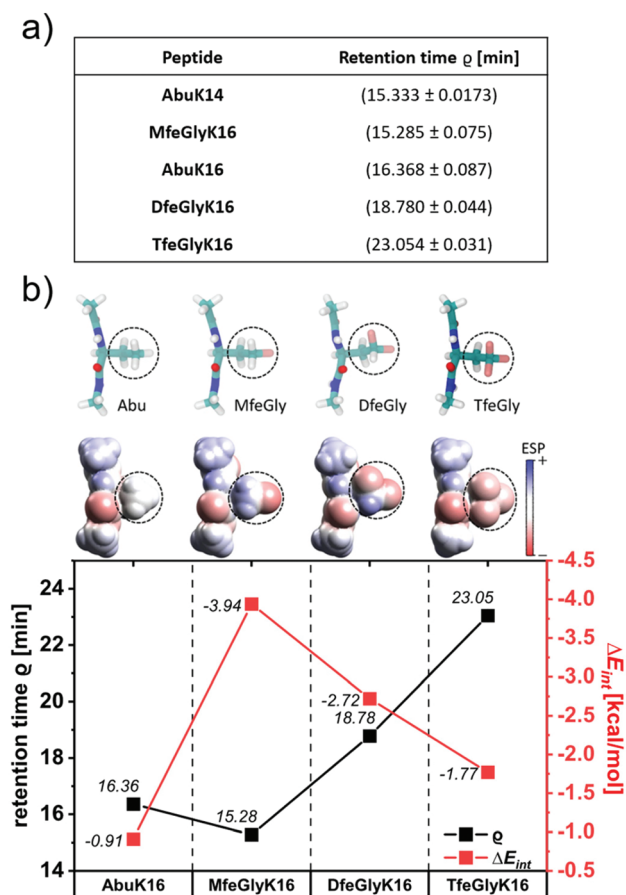 a)
Peptide Retention time ϱ [min]
AbuK14 (15.333 ± 0.0173)
MfeGlyK16 (15.285 ± 0.075)
AbuK16 (16.368 ± 0.087)
DfeGlyK16 (18.780 ± 0.044)
TfeGlyK16 (23.054 ± 0.031)
b)
Abu MfeGly DfeGly TfeGly
ESP
+
−
retention time ϱ [min]
24
22
20
18
16
14
16.36
15.28
18.78
23.05
-0.91
-3.94
-2.72
-1.77
ϱ
ΔE_int
-4.5
-4.0
-3.5
-3.0
-2.5
-2.0
-1.5
-1.0
-0.5
ΔE_int [kcal/mol]
AbuK16 MfeGlyK16 DfeGlyK16 TfeGlyK16